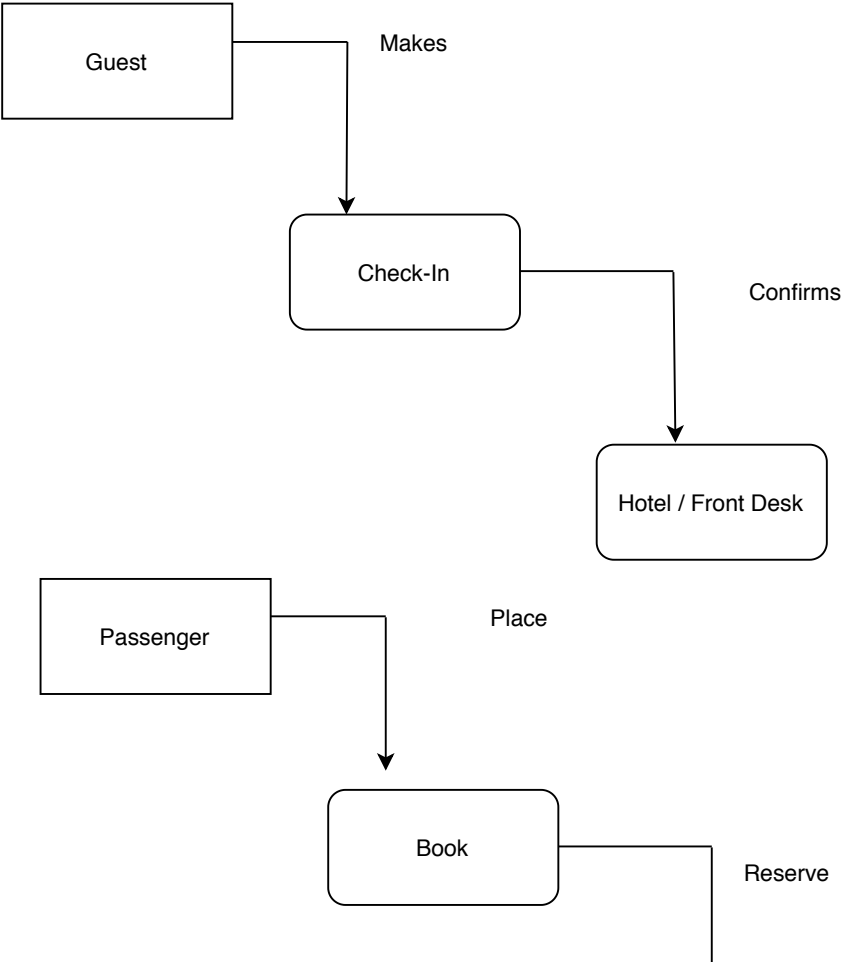 Guest
Makes
Check-In
Confirms
Hotel / Front Desk
Passenger
Place
Book
Reserve